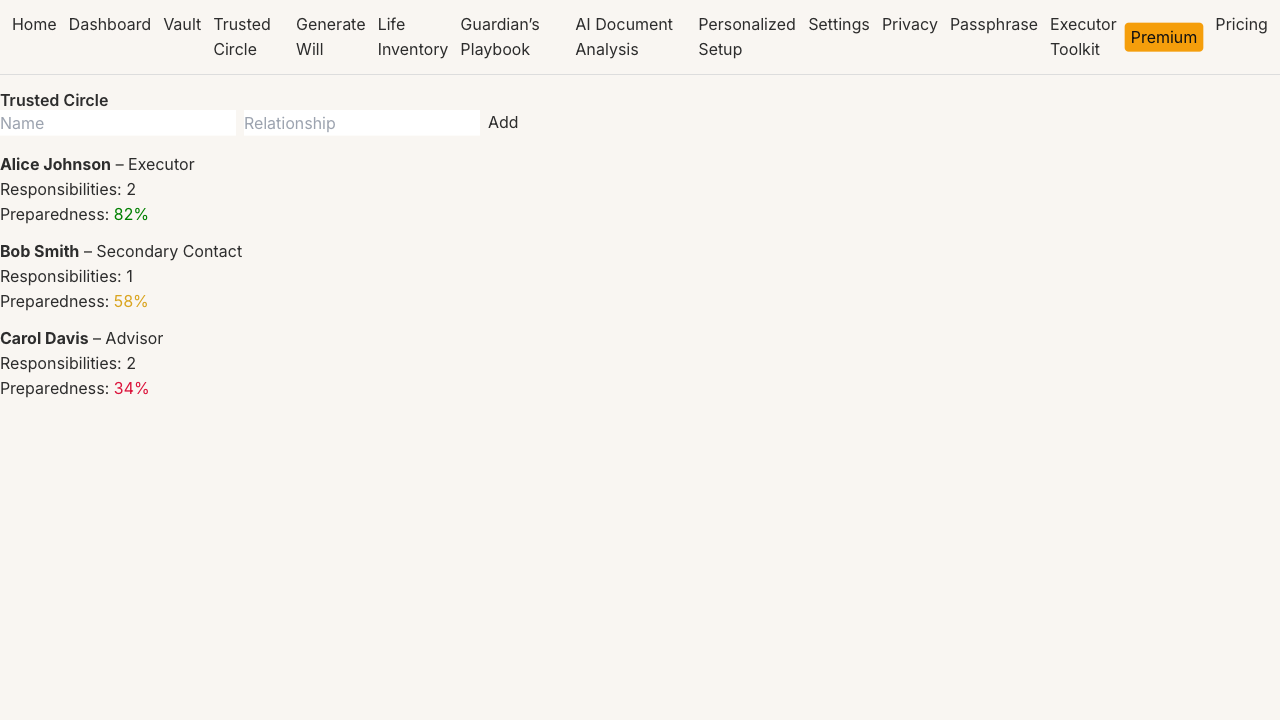 Home Dashboard Vault Trusted Circle Generate Will Life Inventory Guardian’s Playbook AI Document Analysis Personalized Setup Settings Privacy Passphrase Executor Toolkit Premium Pricing
Trusted Circle
Name Relationship Add
Alice Johnson – Executor
Responsibilities: 2
Preparedness: 82%
Bob Smith – Secondary Contact
Responsibilities: 1
Preparedness: 58%
Carol Davis – Advisor
Responsibilities: 2
Preparedness: 34%